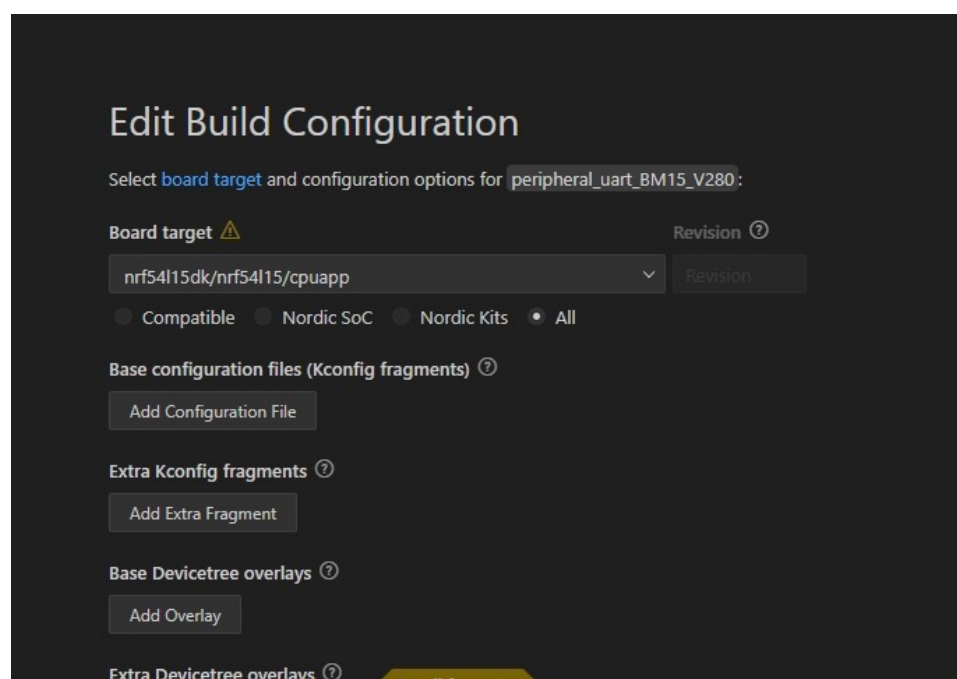 Edit Build Configuration
Select board target and configuration options for peripheral_uart_BM15_V280:
Board target
Revision
nrf54l15dk/nrf54l15/cpuapp
Revision
Compatible Nordic SoC Nordic Kits All
Base configuration files (Kconfig fragments)
Add Configuration File
Extra Kconfig fragments
Add Extra Fragment
Base Devicetree overlays
Add Overlay
Extra Devicetree overlays